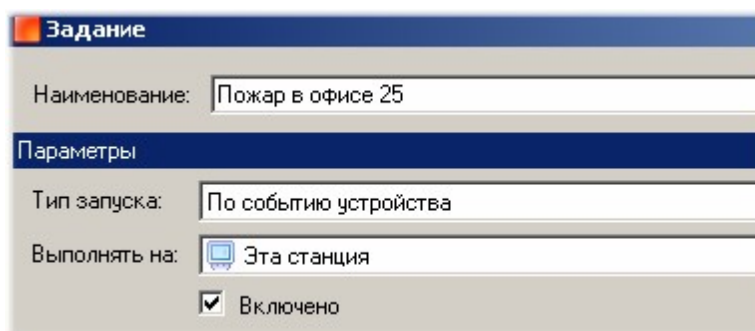 Задание
Наименование: Пожар в офисе 25
Параметры
Тип запуска: По событию устройства
Выполнять на: Эта станция
Включено